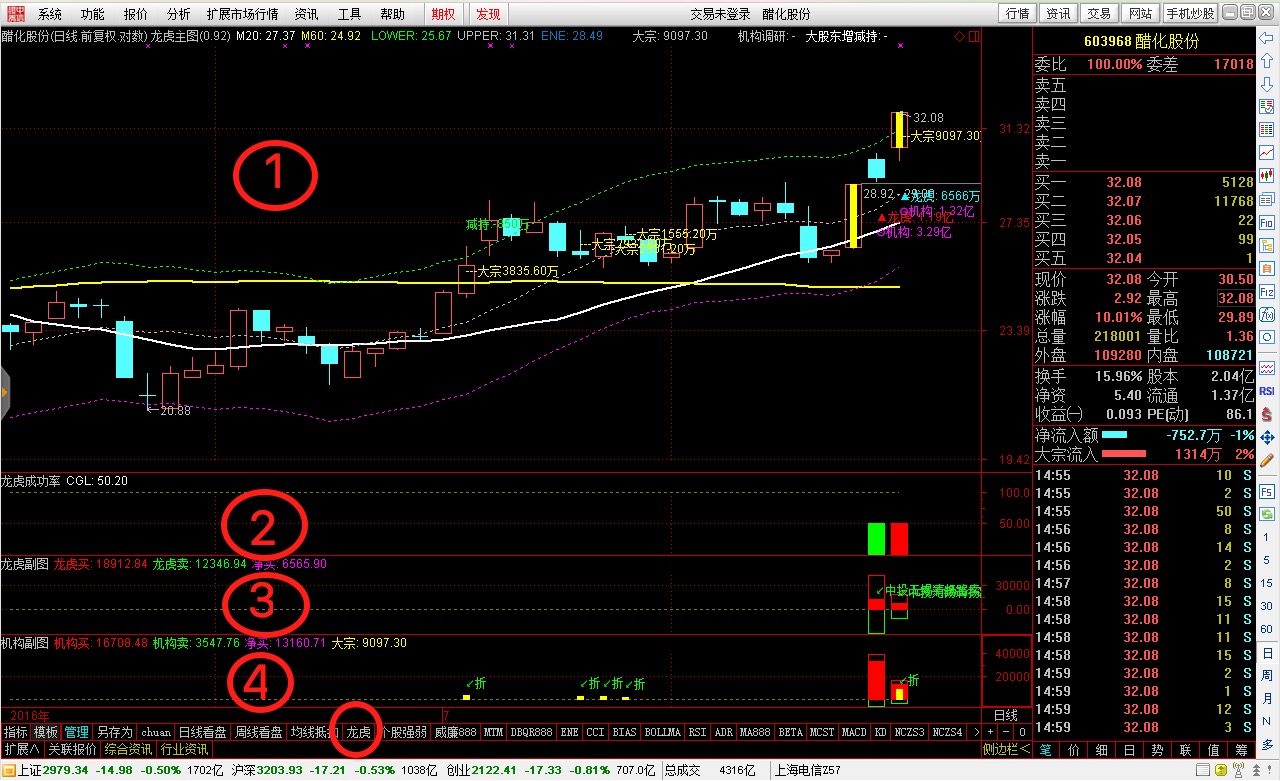 系统 功能 报价 分析 扩展市场行情 资讯 工具 帮助 期权 发现 交易未登录 醋化股份 行情 资讯 交易 网站 手机炒股
醋化股份(日线.前复权.对数) 龙虎主图(0.92) M20: 27.37 M60: 24.92 LOWER: 25.67 UPPER: 31.31 ENE: 28.49 大宗: 9097.30 机构调研: - 大股东增减持: -
31.32
27.35
23.39
19.42
32.08
大宗9097.30
28.92
龙虎: 6566万
机构: 1.32亿
机构: 3.29亿
大宗1555.20万
大宗3835.60万
20.88
①
龙虎成功率 CGL: 50.20
100.0
50.00
②
龙虎副图 龙虎买: 18912.84 龙虎卖: 12346.94 净买: 6565.90
30000
0.00
③
机构副图 机构买: 16708.48 机构卖: 3547.76 净买: 13160.71 大宗: 9097.30
40000
20000
折 折 折 折 折
④
2016年 7 日线
指标 模板 管理 另存为 chuan 日线看盘 周线看盘 龙虎 个股强弱 威廉888 MTM DBQR888 ENE CCI BIAS BOLLMA RSI ADR MA888 BETA MCST MACD KD NCZS3 NCZS4 > + - 0
扩展∧ 关联报价 综合资讯 行业资讯 侧边栏< 笔 价 细 日 势 联 值 筹
上证2979.34 -14.98 -0.50% 1702亿 沪深3203.93 -17.21 -0.53% 1038亿 创业2122.41 -17.33 -0.81% 707.0亿 总成交 4316亿 上海电信Z57
603968 醋化股份
委比 100.00% 委差 17018
卖五
卖四
卖三
卖二
卖一
买一 32.08 5128
买二 32.07 11768
买三 32.06 22
买四 32.05 99
买五 32.04 1
现价 32.08 今开 30.50
涨跌 2.92 最高 32.08
涨幅 10.01% 最低 29.89
总量 218001 量比 1.36
外盘 109280 内盘 108721
换手 15.96% 股本 2.04亿
净资 5.40 流通 1.37亿
收益㈠ 0.093 PE(动) 86.1
净流入额 -752.7万 -1%
大宗流入 1314万 2%
14:55 32.08 10 S
14:55 32.08 2 S
14:55 32.08 50 S
14:56 32.08 8 S
14:56 32.08 14 S
14:56 32.08 2 S
14:57 32.08 8 S
14:58 32.08 15 S
14:58 32.08 11 S
14:58 32.08 11 S
14:58 32.08 15 S
14:59 32.08 2 S
14:59 32.08 1 S
14:59 32.08 12 S
14:59 32.08 3 S
F10
自
RSI
F5
1
5
15
30
60
日
周
月
N
季
多